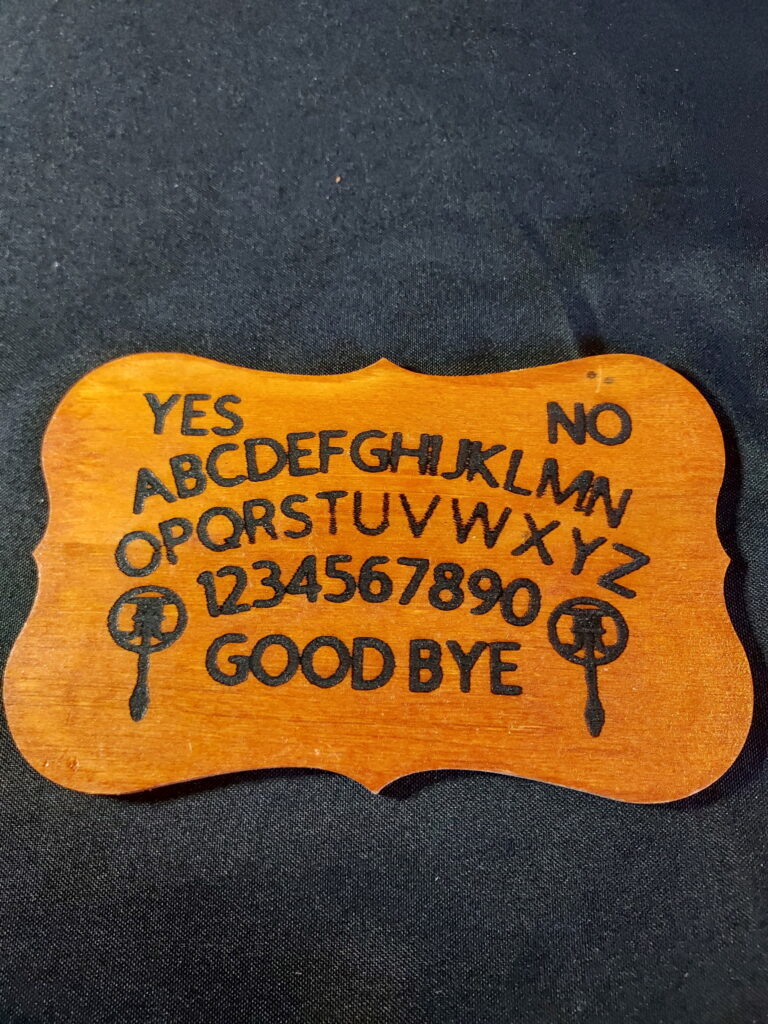 YES NO
ABCDEFGHIJKLMN
OPQRSTUVWXYZ
1234567890
GOOD BYE